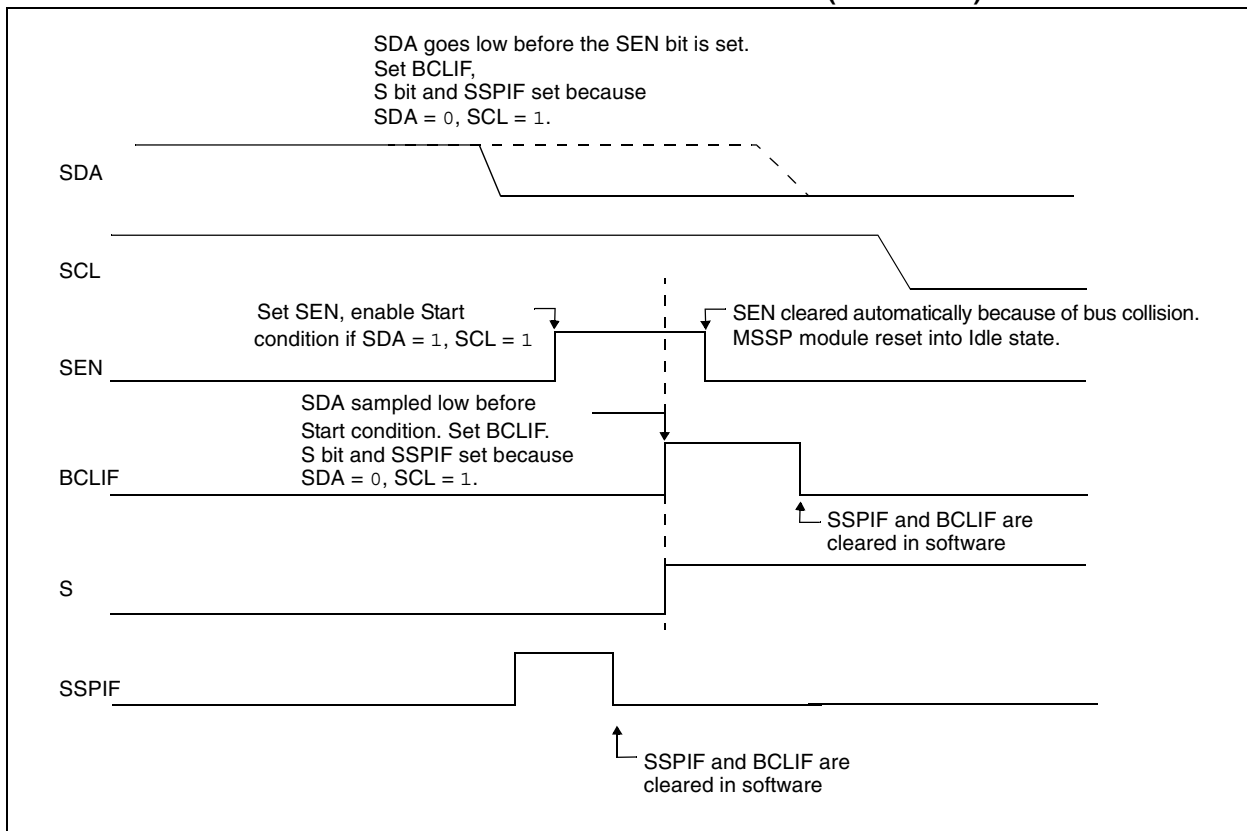 SDA goes low before the SEN bit is set.
Set BCLIF,
S bit and SSPIF set because
SDA = 0, SCL = 1.
SDA
SCL
Set SEN, enable Start
condition if SDA = 1, SCL = 1
SEN cleared automatically because of bus collision.
MSSP module reset into Idle state.
SEN
SDA sampled low before
Start condition. Set BCLIF.
S bit and SSPIF set because
SDA = 0, SCL = 1.
BCLIF
SSPIF and BCLIF are
cleared in software
S
SSPIF
SSPIF and BCLIF are
cleared in software